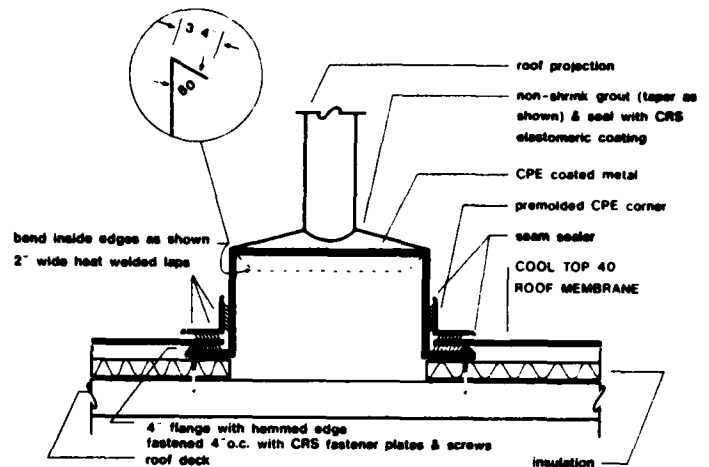 3 4"
60
roof projection
non-shrink grout (taper as
shown) & seal with CRS
elastomeric coating
CPE coated metal
premolded CPE corner
seam sealer
COOL TOP 40
ROOF MEMBRANE
bend inside edges as shown
2" wide heat welded laps
4" flange with hemmed edge
fastened 4" o.c. with CRS fastener plates & screws
roof deck
insulation